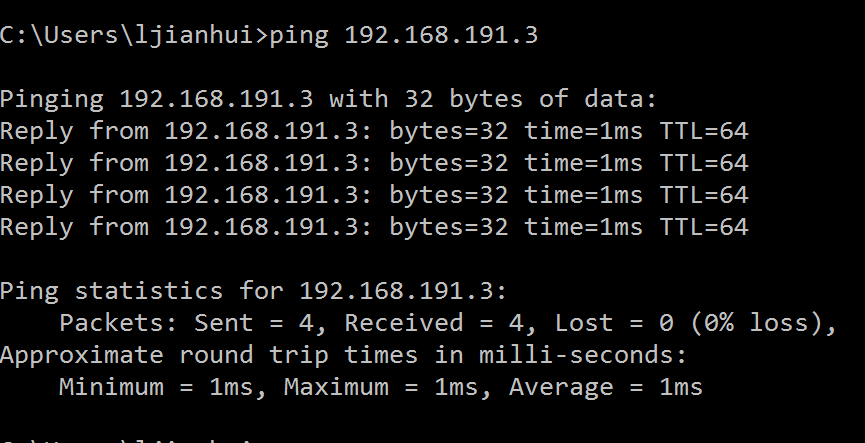 C:\Users\ljianhui>ping 192.168.191.3
Pinging 192.168.191.3 with 32 bytes of data:
Reply from 192.168.191.3: bytes=32 time=1ms TTL=64
Reply from 192.168.191.3: bytes=32 time=1ms TTL=64
Reply from 192.168.191.3: bytes=32 time=1ms TTL=64
Reply from 192.168.191.3: bytes=32 time=1ms TTL=64
Ping statistics for 192.168.191.3:
    Packets: Sent = 4, Received = 4, Lost = 0 (0% loss),
Approximate round trip times in milli-seconds:
    Minimum = 1ms, Maximum = 1ms, Average = 1ms